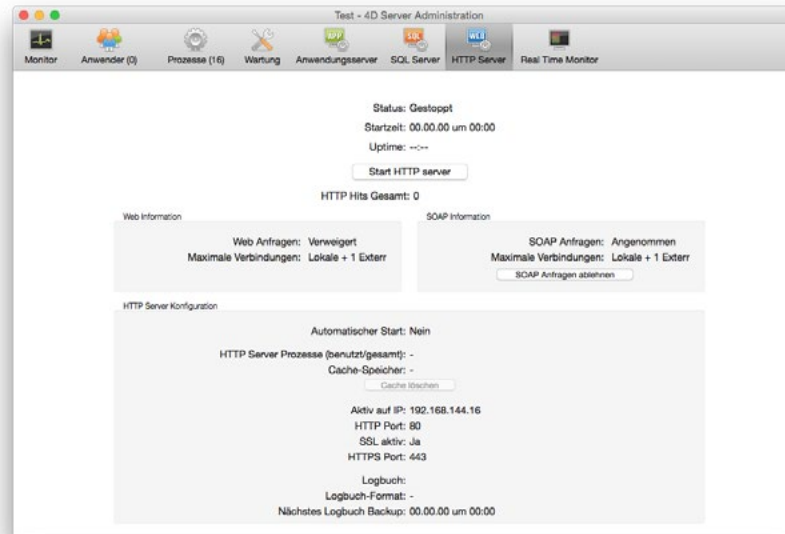 Test - 4D Server Administration
Monitor Anwender (0) Prozesse (16) Wartung Anwendungsserver SQL Server HTTP Server Real Time Monitor
APP SQL WEB
Status: Gestoppt
Startzeit: 00.00.00 um 00:00
Uptime: --:--
Start HTTP server
HTTP Hits Gesamt: 0
Web Information
Web Anfragen: Verweigert
Maximale Verbindungen: Lokale + 1 Exterr
SOAP Information
SOAP Anfragen: Angenommen
Maximale Verbindungen: Lokale + 1 Exterr
SOAP Anfragen ablehnen
HTTP Server Konfiguration
Automatischer Start: Nein
HTTP Server Prozesse (benutzt/gesamt): -
Cache-Speicher: -
Cache löschen
Aktiv auf IP: 192.168.144.16
HTTP Port: 80
SSL aktiv: Ja
HTTPS Port: 443
Logbuch:
Logbuch-Format: -
Nächstes Logbuch Backup: 00.00.00 um 00:00